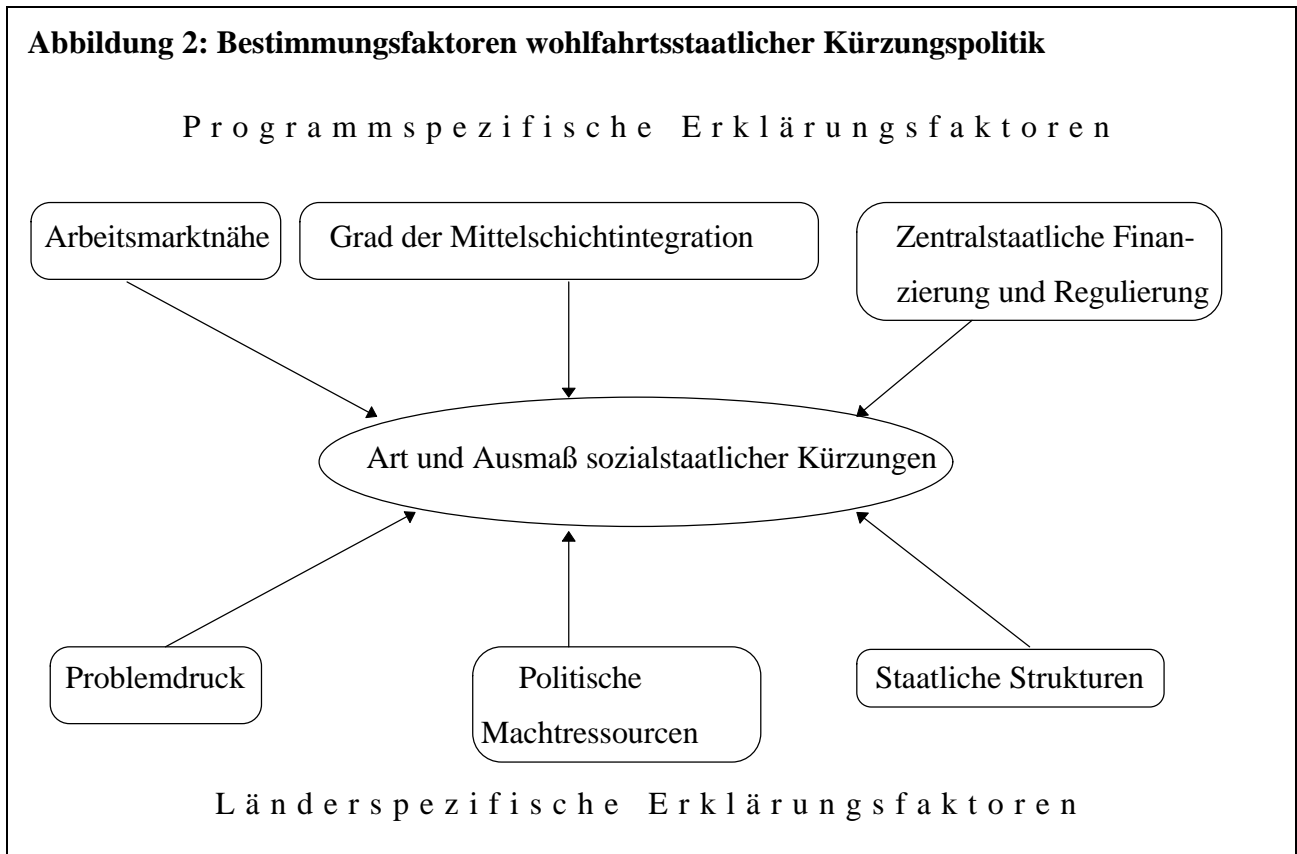 Abbildung 2: Bestimmungsfaktoren wohlfahrtsstaatlicher Kürzungspolitik
Programmspezifische Erklärungsfaktoren
Arbeitsmarktnähe
Grad der Mittelschichtintegration
Zentralstaatliche Finan-
zierung und Regulierung
Art und Ausmaß sozialstaatlicher Kürzungen
Problemdruck
Politische
Machtressourcen
Staatliche Strukturen
Länderspezifische Erklärungsfaktoren